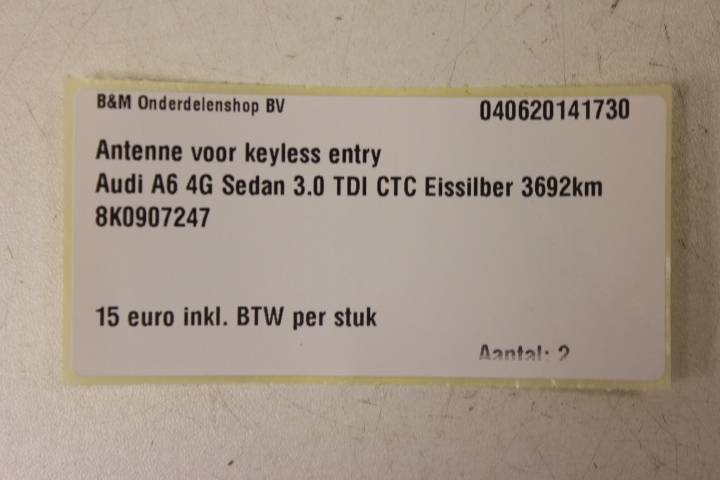 B&M Onderdelenshop BV 040620141730
Antenne voor keyless entry
Audi A6 4G Sedan 3.0 TDI CTC Eissilber 3692km
8K0907247
15 euro inkl. BTW per stuk
Aantal: 2